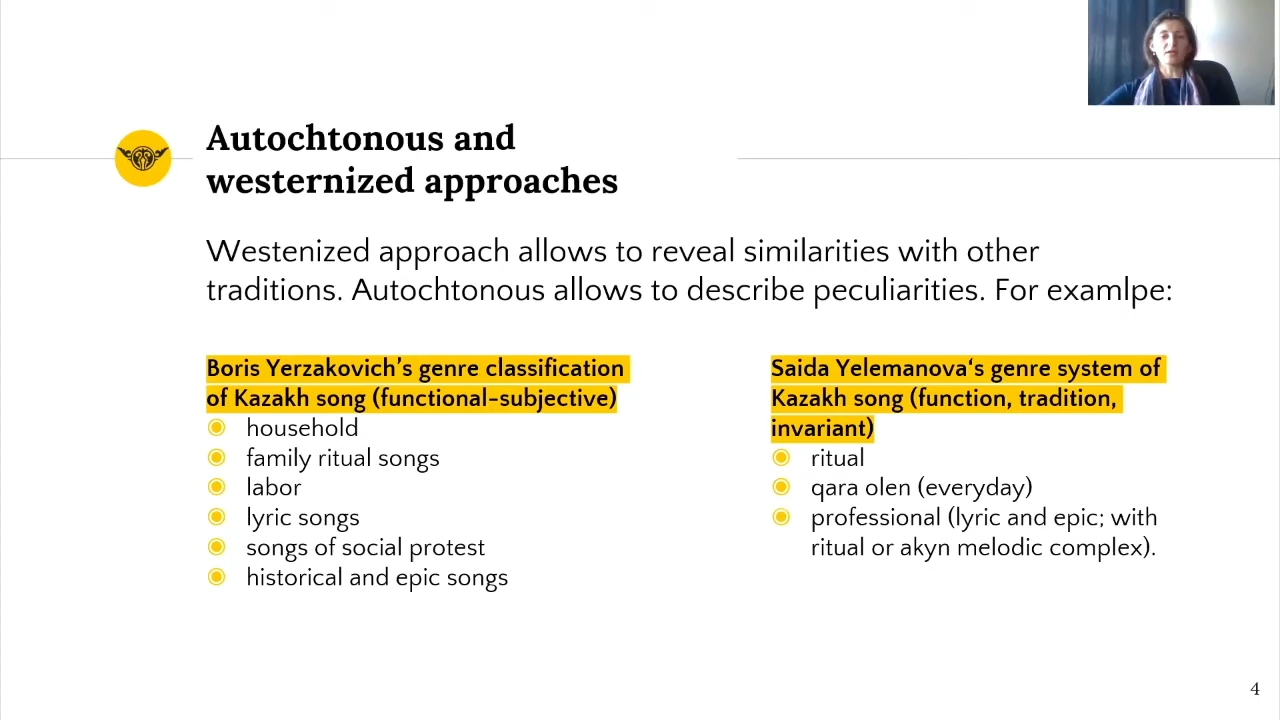 Autochtonous and
westernized approaches
Westenized approach allows to reveal similarities with other
traditions. Autochtonous allows to describe peculiarities. For examlpe:
Boris Yerzakovich’s genre classification
of Kazakh song (functional-subjective)
household
family ritual songs
labor
lyric songs
songs of social protest
historical and epic songs
Saida Yelemanova‘s genre system of
Kazakh song (function, tradition,
invariant)
ritual
qara olen (everyday)
professional (lyric and epic; with
ritual or akyn melodic complex).
4